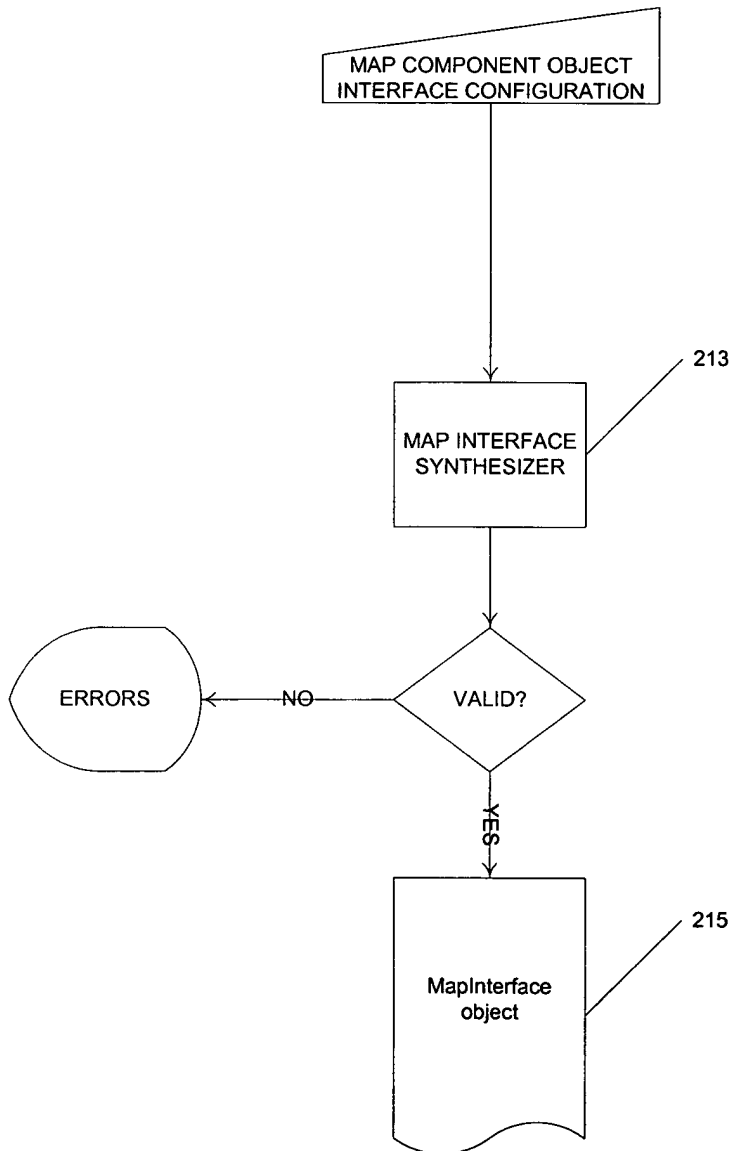 MAP COMPONENT OBJECT
INTERFACE CONFIGURATION
213
MAP INTERFACE
SYNTHESIZER
ERRORS
NO
VALID?
YES
215
MapInterface
object